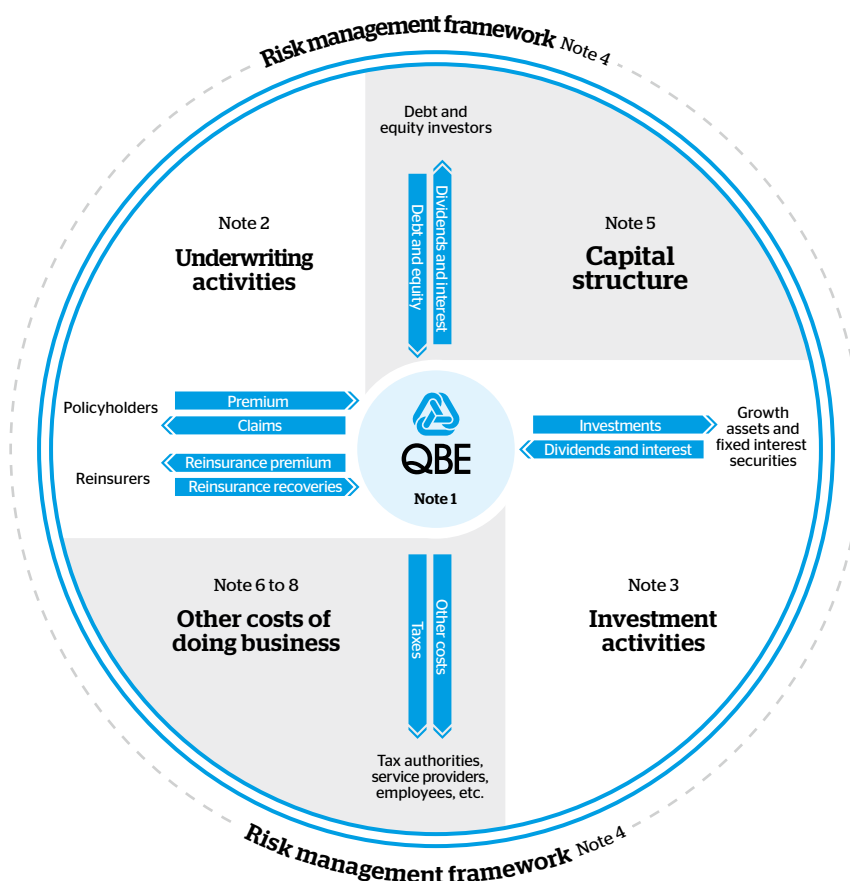 Risk management framework Note 4
Debt and
equity investors
Debt and equity
Dividends and interest
Note 2
Underwriting
activities
Note 5
Capital
structure
Policyholders
Premium
Claims
Reinsurers
Reinsurance premium
Reinsurance recoveries
QBE
Note 1
Investments
Dividends and interest
Growth
assets and
fixed interest
securities
Note 6 to 8
Other costs of
doing business
Taxes
Other costs
Note 3
Investment
activities
Tax authorities,
service providers,
employees, etc.
Risk management framework Note 4